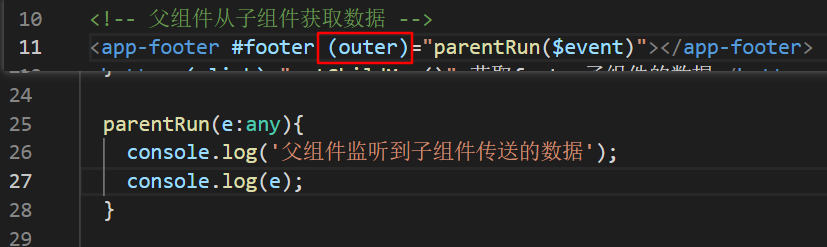 10 <!-- 父组件从子组件获取数据 -->
11 <app-footer #footer (outer)="parentRun($event)"></app-footer>
24
25 parentRun(e:any){
26 console.log('父组件监听到子组件传送的数据');
27 console.log(e);
28 }
29